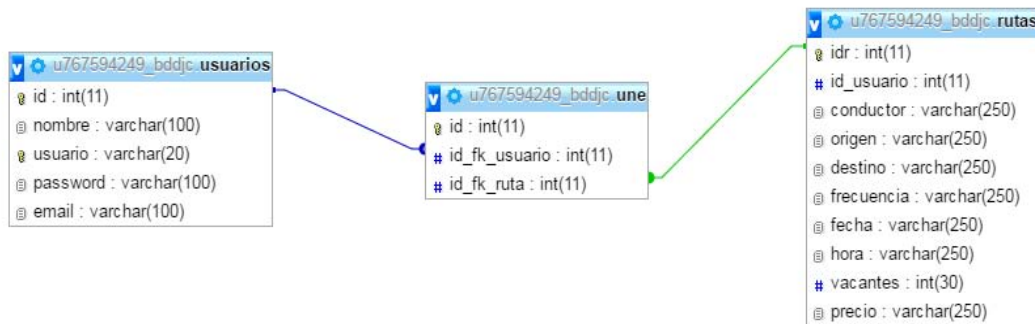 u767594249_bddjc usuarios
id : int(11)
nombre : varchar(100)
usuario : varchar(20)
password : varchar(100)
email : varchar(100)
u767594249_bddjc une
id : int(11)
# id_fk_usuario : int(11)
# id_fk_ruta : int(11)
u767594249_bddjc rutas
idr : int(11)
# id_usuario : int(11)
conductor : varchar(250)
origen : varchar(250)
destino : varchar(250)
frecuencia : varchar(250)
fecha : varchar(250)
hora : varchar(250)
# vacantes : int(30)
precio : varchar(250)